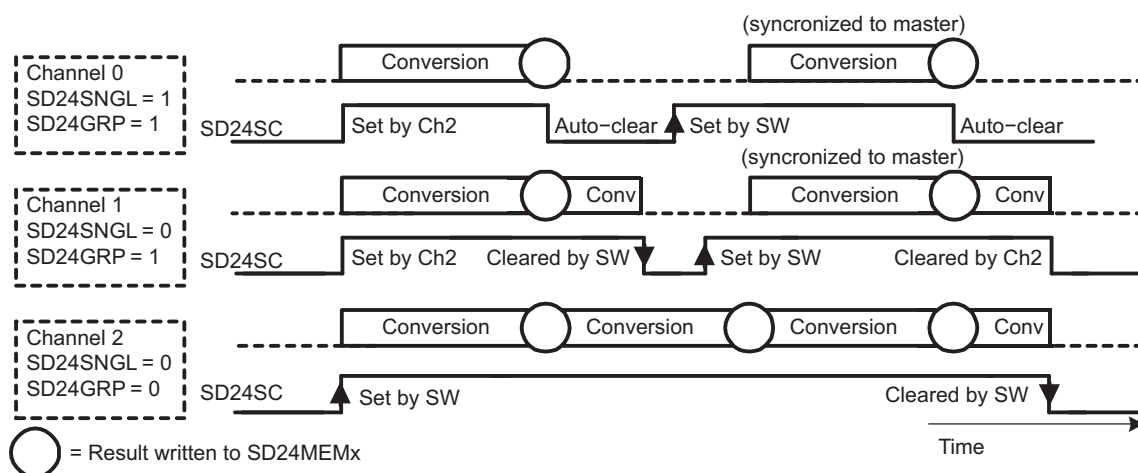 (syncronized to master)
Channel 0
SD24SNGL = 1
SD24GRP = 1
Conversion
Conversion
SD24SC
Set by Ch2
Auto−clear
Set by SW
Auto−clear
(syncronized to master)
Channel 1
SD24SNGL = 0
SD24GRP = 1
Conversion
Conv
Conversion
Conv
SD24SC
Set by Ch2
Cleared by SW
Set by SW
Cleared by Ch2
Channel 2
SD24SNGL = 0
SD24GRP = 0
Conversion
Conversion
Conversion
Conv
SD24SC
Set by SW
Cleared by SW
= Result written to SD24MEMx
Time